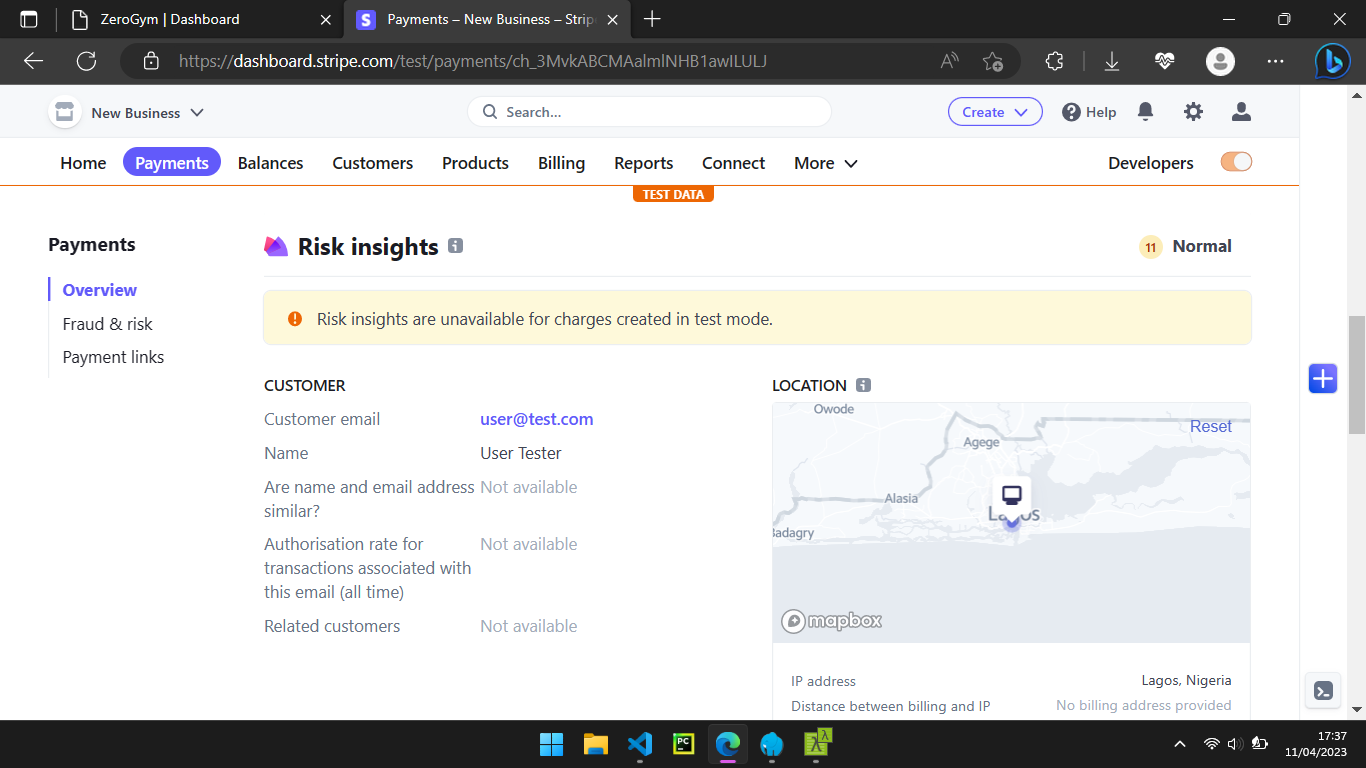 ZeroGym | Dashboard
Payments – New Business – Strip
https://dashboard.stripe.com/test/payments/ch_3MvkABCMAalmlNHB1awILULJ
New Business
Search...
Create
Help
Home
Payments
Balances
Customers
Products
Billing
Reports
Connect
More
Developers
TEST DATA
Payments
Overview
Fraud & risk
Payment links
Risk insights
11 Normal
Risk insights are unavailable for charges created in test mode.
CUSTOMER
Customer email user@test.com
Name User Tester
Are name and email address Not available
similar?
Authorisation rate for Not available
transactions associated with
this email (all time)
Related customers Not available
LOCATION
Owode
Reset
Agege
Alasia
Lagos
Badagry
mapbox
IP address Lagos, Nigeria
Distance between billing and IP No billing address provided
17:37
11/04/2023